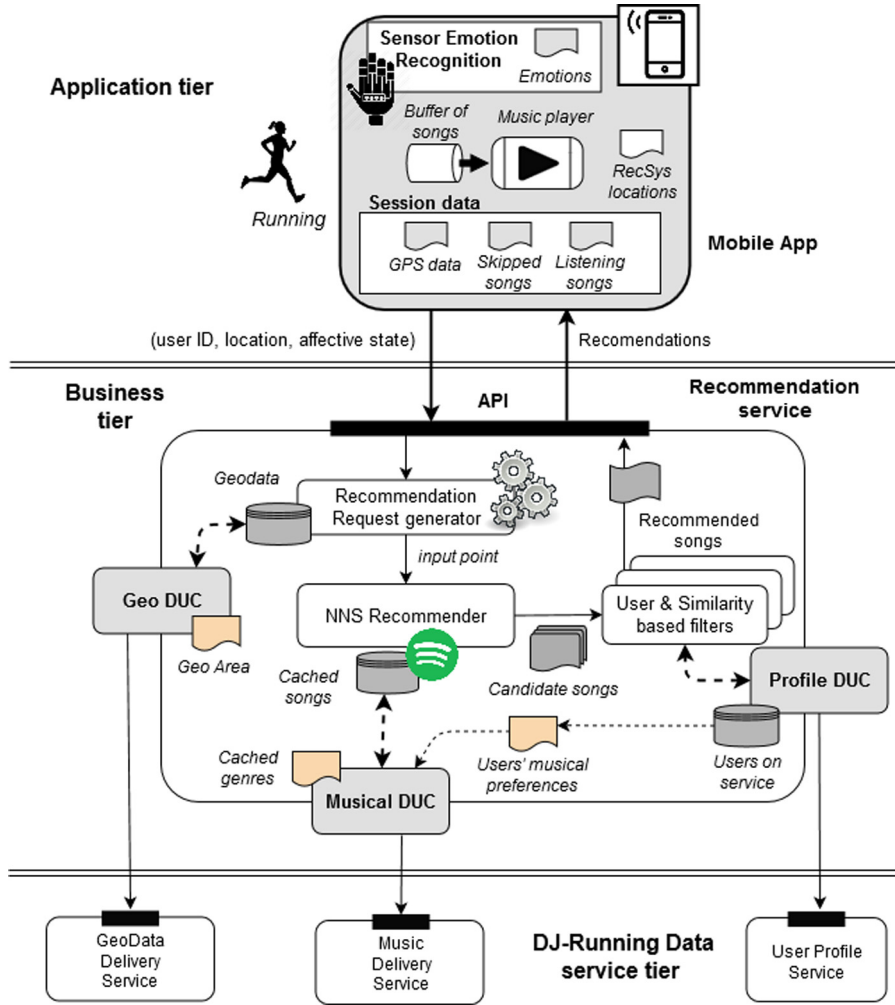 Application tier
Sensor Emotion
Recognition
Emotions
Buffer of
songs
Music player
RecSys
locations
Running
Session data
GPS data
Skipped
songs
Listening
songs
Mobile App
(user ID, location, affective state)
Recomendations
Business
tier
API
Recommendation
service
Geodata
Recommendation
Request generator
Recommended
songs
input point
Geo DUC
NNS Recommender
User & Similarity
based filters
Geo Area
Cached
songs
Candidate songs
Profile DUC
Cached
genres
Users' musical
preferences
Users on
service
Musical DUC
GeoData
Delivery
Service
Music
Delivery
Service
DJ-Running Data
service tier
User Profile
Service